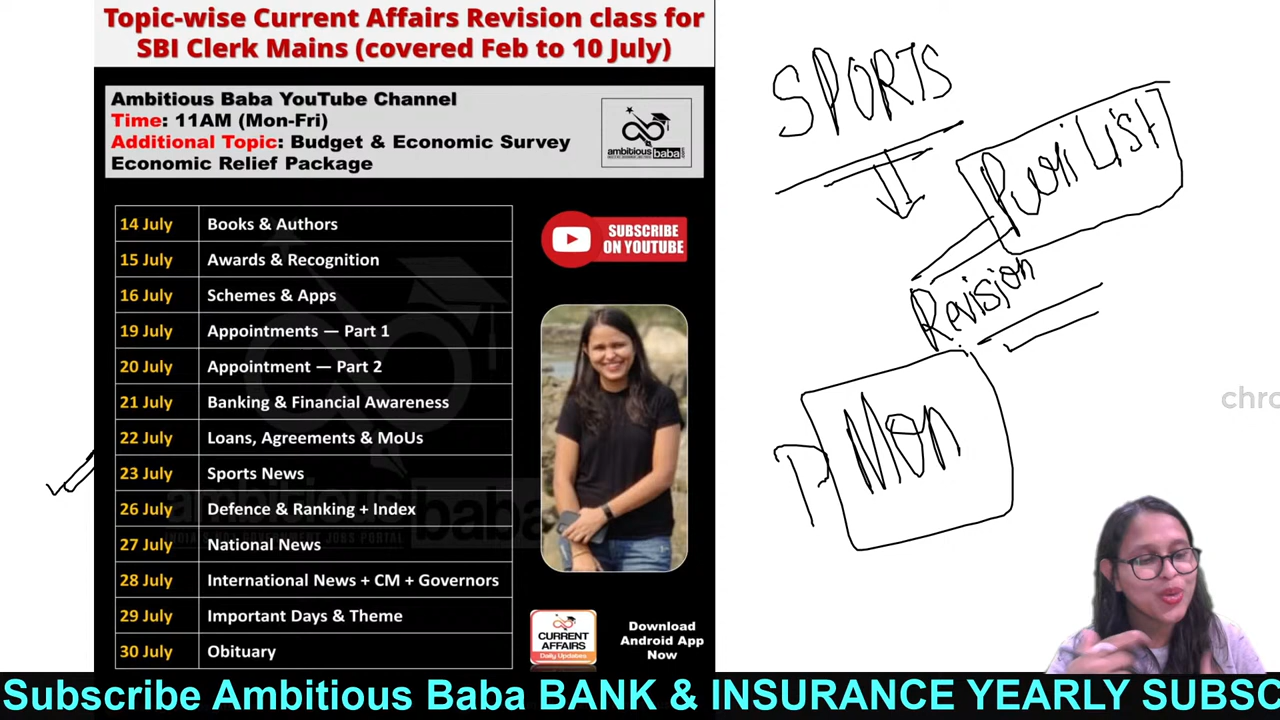 Topic-wise Current Affairs Revision class for
SBI Clerk Mains (covered Feb to 10 July)
Ambitious Baba YouTube Channel
Time: 11AM (Mon-Fri)
Additional Topic: Budget & Economic Survey
Economic Relief Package
ambitious baba
14 July Books & Authors
15 July Awards & Recognition
16 July Schemes & Apps
19 July Appointments — Part 1
20 July Appointment — Part 2
21 July Banking & Financial Awareness
22 July Loans, Agreements & MoUs
23 July Sports News
26 July Defence & Ranking + Index
27 July National News
28 July International News + CM + Governors
29 July Important Days & Theme
30 July Obituary
SUBSCRIBE
ON YOUTUBE
CURRENT
AFFAIRS
Daily Updates
Download
Android App
Now
SPORTS
List
Revision
Mon
chro
Subscribe Ambitious Baba BANK & INSURANCE YEARLY SUBSC